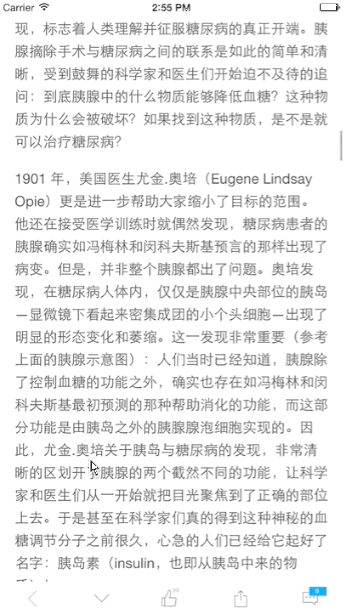 Carrier
2:55 PM
现，标志着人类理解并征服糖尿病的真正开端。胰
腺摘除手术与糖尿病之间的联系是如此的简单和清
晰，受到鼓舞的科学家和医生们开始迫不及待的追
问：到底胰腺中的什么物质能够降低血糖？这种物
质为什么会被破坏？如果找到这种物质，是不是就
可以治疗糖尿病？
1901 年，美国医生尤金.奥培（Eugene Lindsay
Opie）更是进一步帮助大家缩小了目标的范围。
他还在接受医学训练时就偶然发现，糖尿病患者的
胰腺确实如冯梅林和闵科夫斯基预言的那样出现了
病变。但是，并非整个胰腺都出了问题。奥培发
现，在糖尿病人体内，仅仅是胰腺中央部位的胰岛
—显微镜下看起来密集成团的小个头细胞—出现了
明显的形态变化和萎缩。这一发现非常重要（参考
上面的胰腺示意图）：人们当时已经知道，胰腺除
了控制血糖的功能之外，确实也存在如冯梅林和闵
科夫斯基最初预测的那种帮助消化的功能，而这部
分功能是由胰岛之外的胰腺腺泡细胞实现的。因
此，尤金.奥培关于胰岛与糖尿病的发现，非常清
晰的区划开了胰腺的两个截然不同的功能，让科学
家和医生们从一开始就把目光聚焦到了正确的部位
上去。于是甚至在科学家们真的得到这种神秘的血
糖调节分子之前很久，心急的人们已经给它起好了
名字：胰岛素（insulin，也即从胰岛中来的物